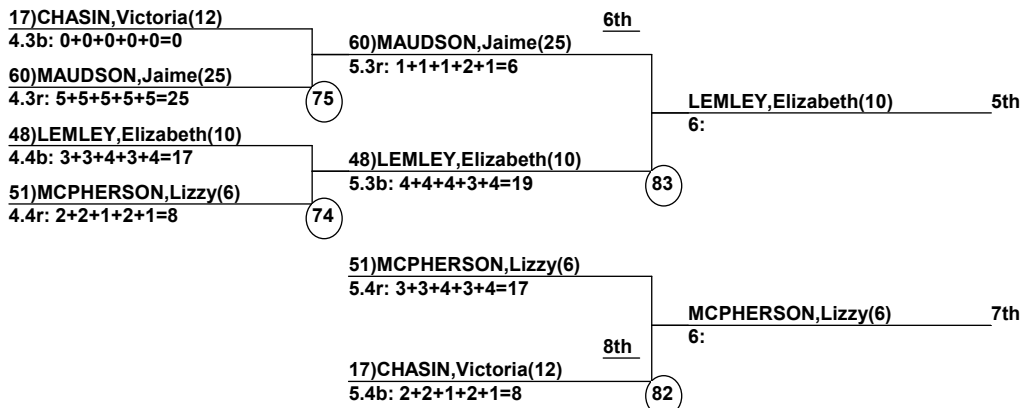 17)CHASIN,Victoria(12)
4.3b: 0+0+0+0+0=0
60)MAUDSON,Jaime(25)
4.3r: 5+5+5+5+5=25
75
48)LEMLEY,Elizabeth(10)
4.4b: 3+3+4+3+4=17
51)MCPHERSON,Lizzy(6)
4.4r: 2+2+1+2+1=8
74
6th
60)MAUDSON,Jaime(25)
5.3r: 1+1+1+2+1=6
48)LEMLEY,Elizabeth(10)
5.3b: 4+4+4+3+4=19
83
LEMLEY,Elizabeth(10) 5th
6:
51)MCPHERSON,Lizzy(6)
5.4r: 3+3+4+3+4=17
8th
17)CHASIN,Victoria(12)
5.4b: 2+2+1+2+1=8
82
MCPHERSON,Lizzy(6) 7th
6: